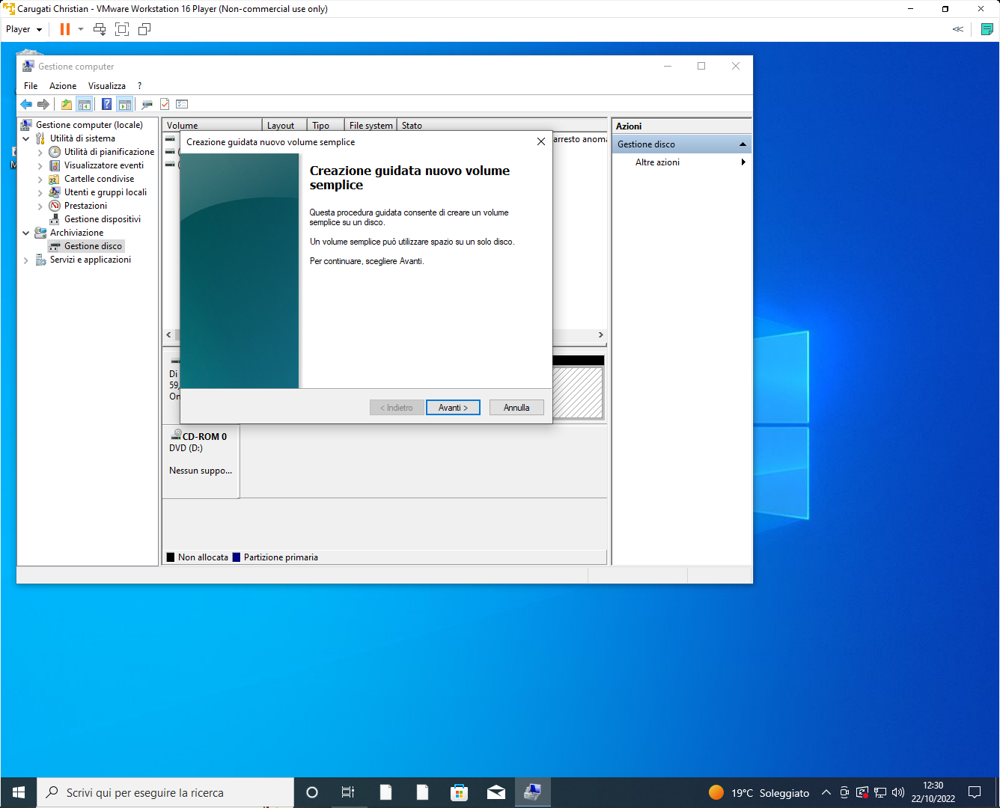 Carugati Christian - VMware Workstation 16 Player (Non-commercial use only)
Player
Gestione computer
File Azione Visualizza ?
Gestione computer (locale)
Utilità di sistema
Utilità di pianificazione
Visualizzatore eventi
Cartelle condivise
Utenti e gruppi locali
Prestazioni
Gestione dispositivi
Archiviazione
Gestione disco
Servizi e applicazioni
Volume Layout Tipo File system Stato
arresto anoma
Creazione guidata nuovo volume semplice
Creazione guidata nuovo volume
semplice
Questa procedura guidata consente di creare un volume
semplice su un disco.
Un volume semplice può utilizzare spazio su un solo disco.
Per continuare, scegliere Avanti.
< Indietro Avanti > Annulla
Di
59,
On
CD-ROM 0
DVD (D:)
Nessun suppo...
Non allocata Partizione primaria
Azioni
Gestione disco
Altre azioni
Scrivi qui per eseguire la ricerca
19°C Soleggiato
12:30
22/10/2022